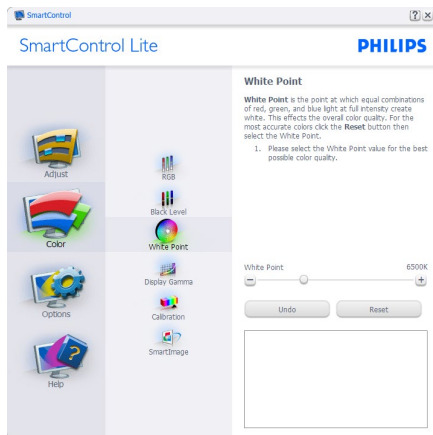 SmartControl
SmartControl Lite
PHILIPS
Adjust
Color
Options
Help
RGB
Black Level
White Point
Display Gamma
Calibration
SmartImage
White Point
White Point is the point at which equal combinations
of red, green, and blue light at full intensity create
white. This effects the overall color quality. For the
most accurate colors click the Reset button then
select the White Point.
1. Please select the White Point value for the best
possible color quality.
White Point 6500K
Undo Reset